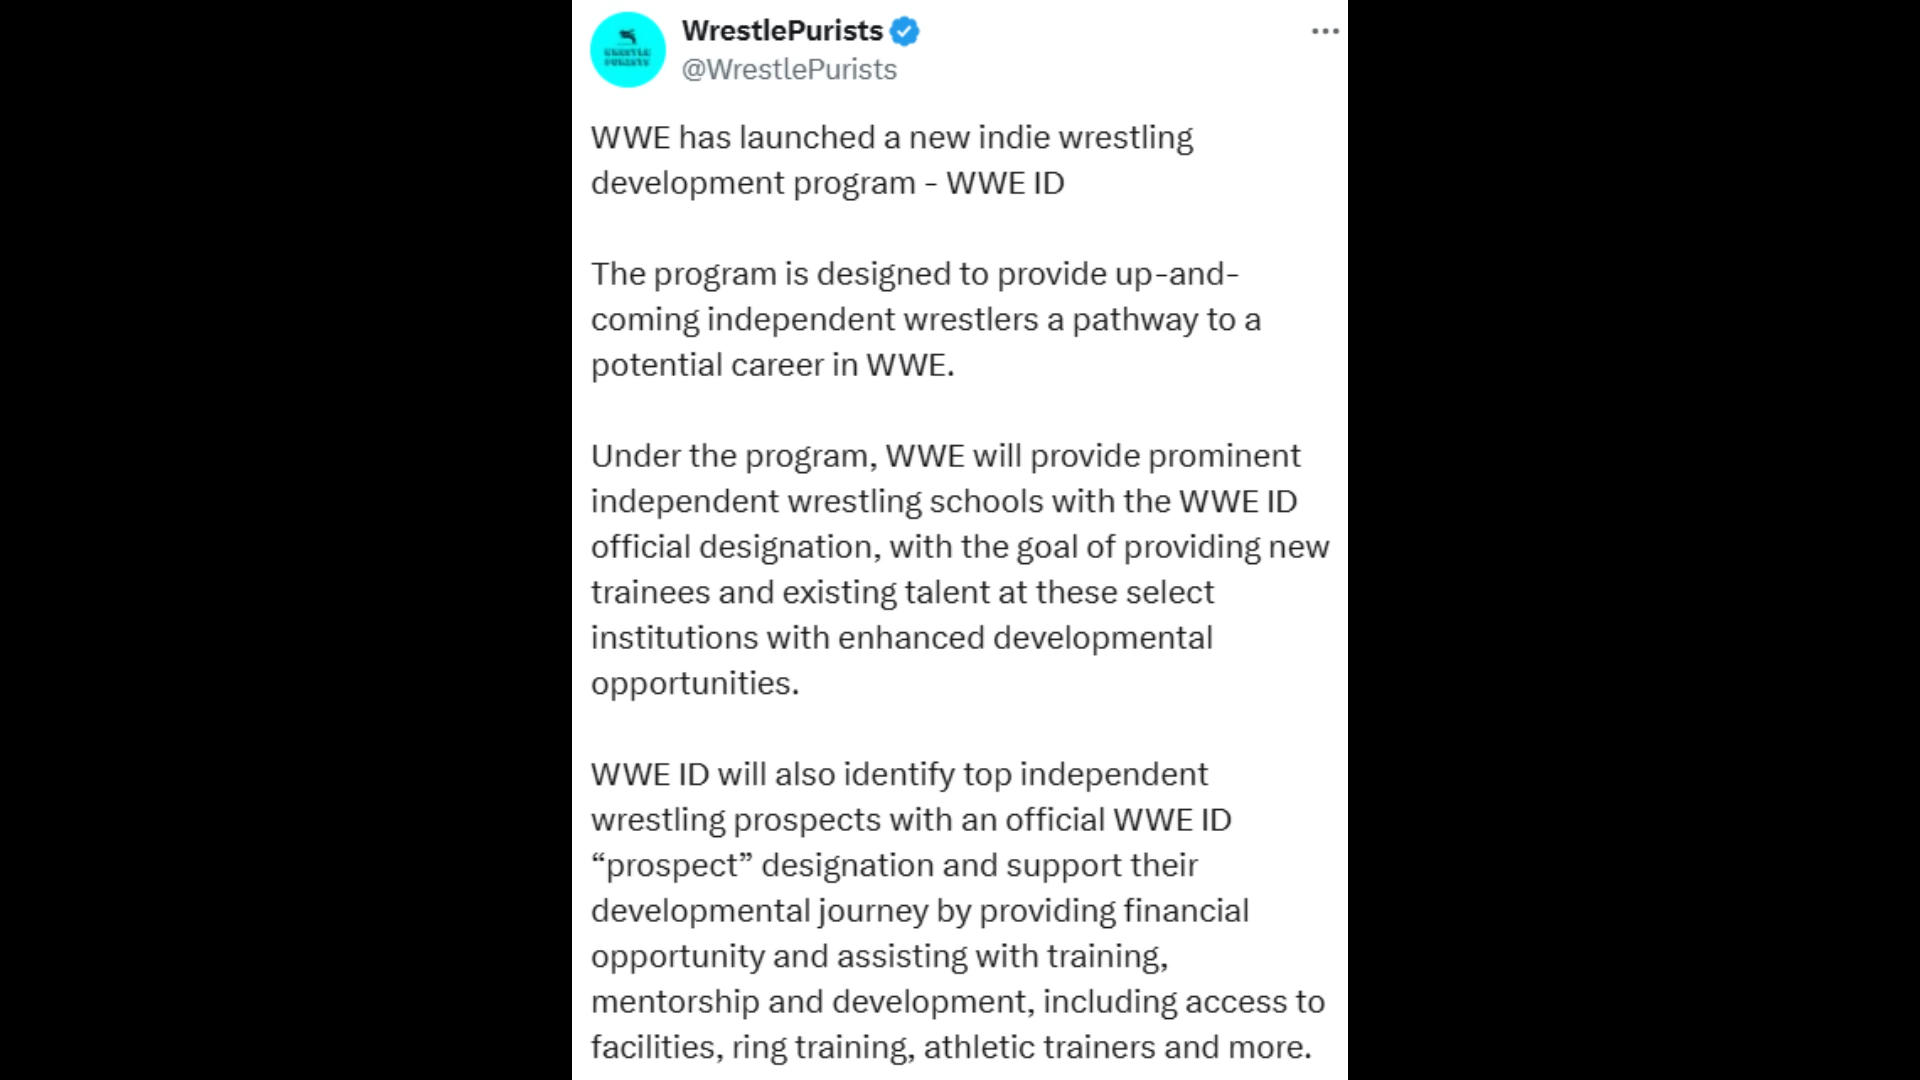 WrestlePurists
@WrestlePurists
WWE has launched a new indie wrestling
development program - WWE ID
The program is designed to provide up-and-
coming independent wrestlers a pathway to a
potential career in WWE.
Under the program, WWE will provide prominent
independent wrestling schools with the WWE ID
official designation, with the goal of providing new
trainees and existing talent at these select
institutions with enhanced developmental
opportunities.
WWE ID will also identify top independent
wrestling prospects with an official WWE ID
“prospect” designation and support their
developmental journey by providing financial
opportunity and assisting with training,
mentorship and development, including access to
facilities, ring training, athletic trainers and more.